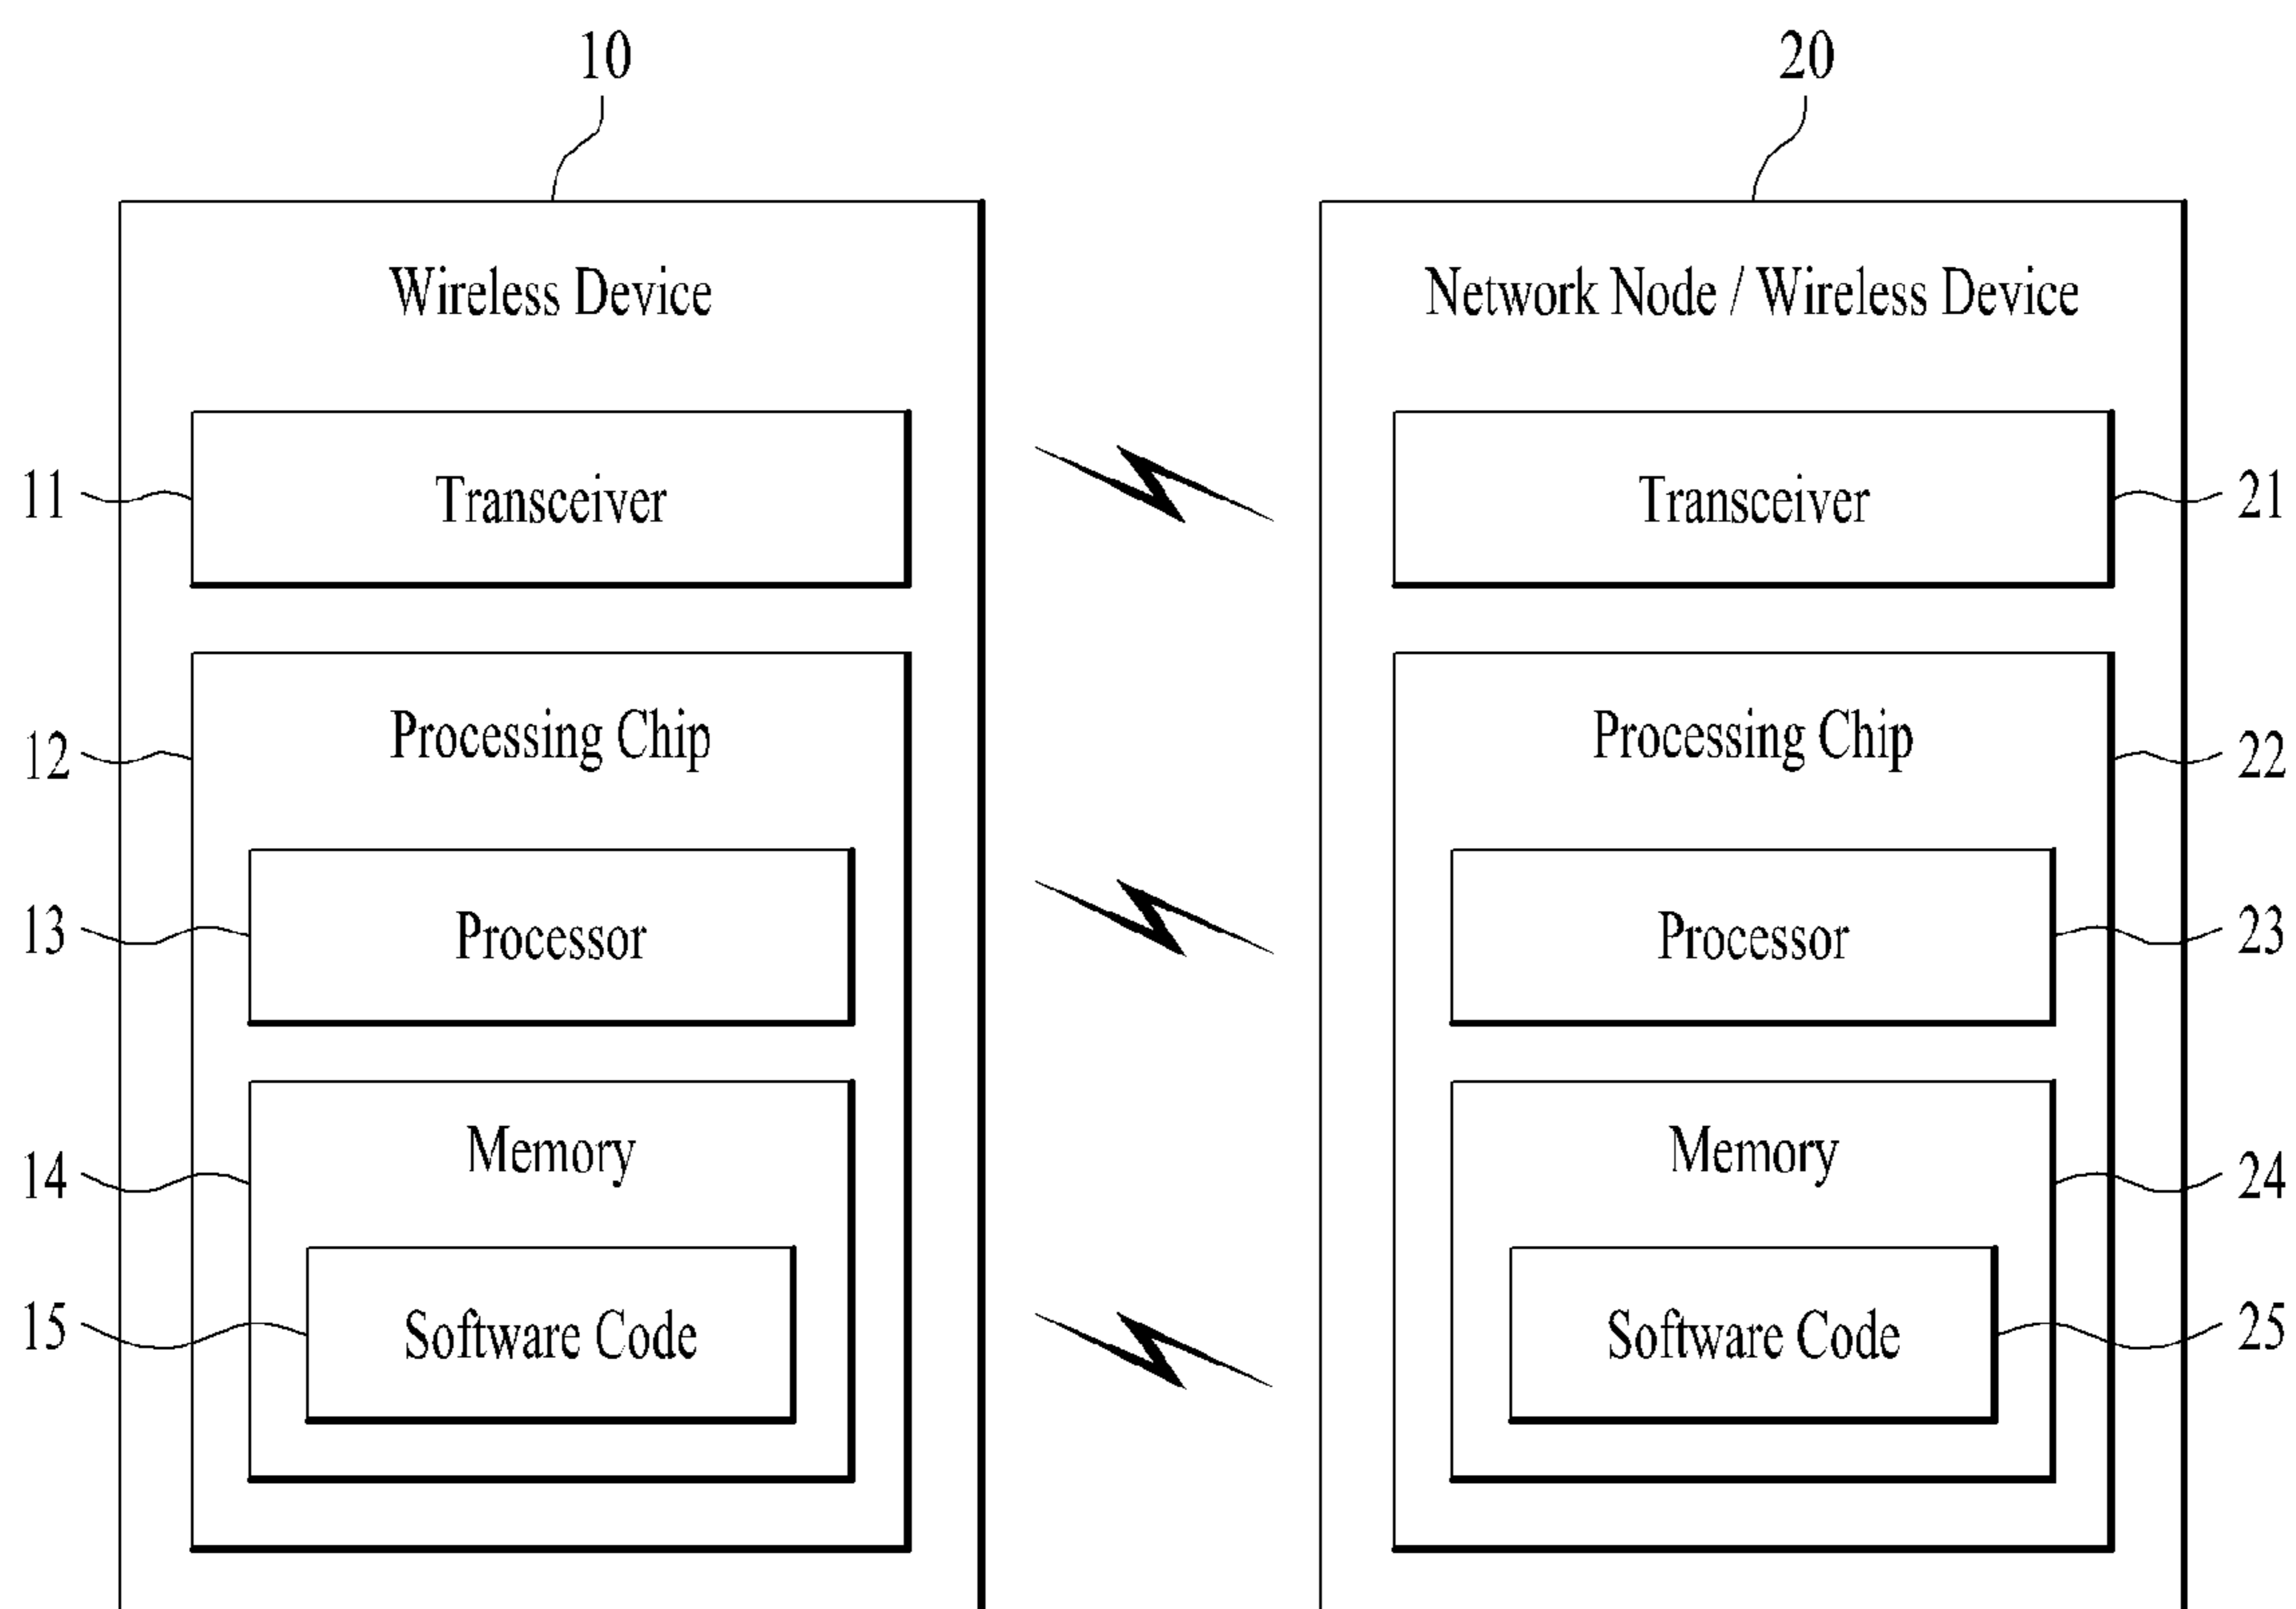 10
20
Wireless Device
Network Node / Wireless Device
11
Transceiver
Transceiver
21
12
Processing Chip
Processing Chip
22
13
Processor
Processor
23
14
Memory
Memory
24
15
Software Code
Software Code
25